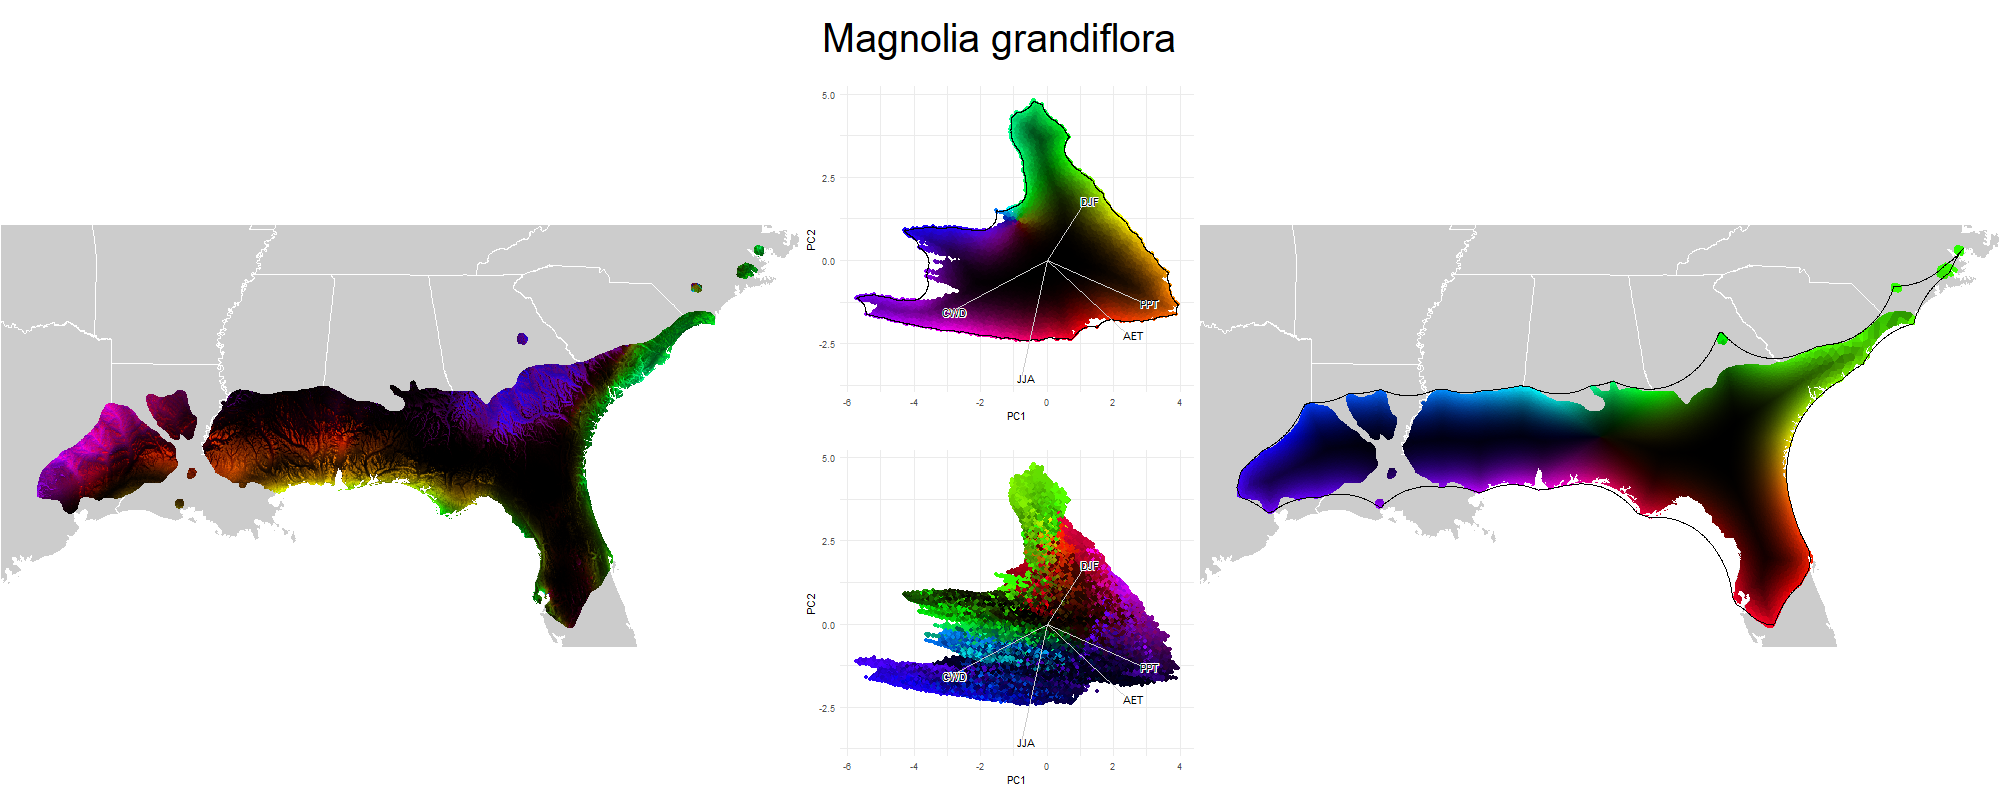 Magnolia grandiflora
5.0
2.5
0.0
-2.5
PC2
DJF
PPT
CWD
AET
JJA
-6
-4
-2
0
2
4
PC1
5.0
2.5
0.0
-2.5
PC2
DJF
PPT
CWD
AET
JJA
-6
-4
-2
0
2
4
PC1